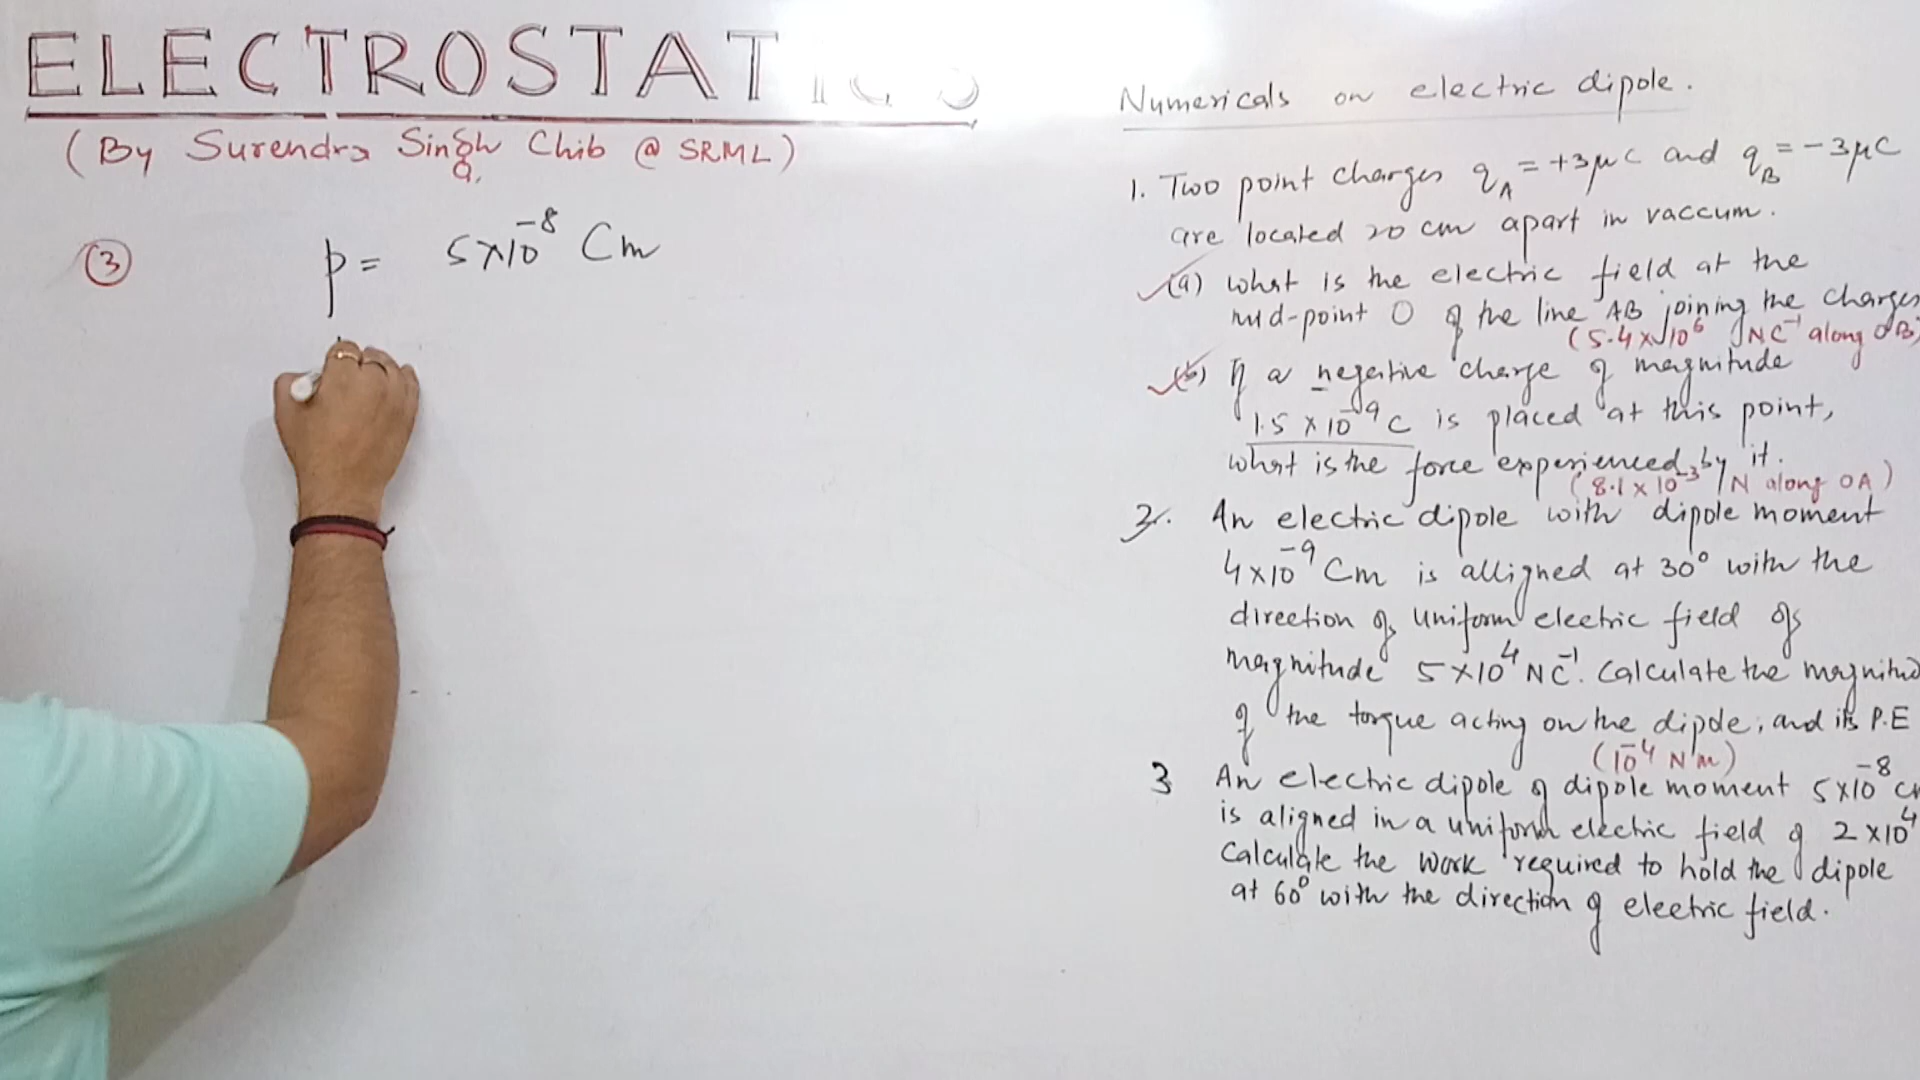 ELECTROSTATICS
(By Surendra Singh Chib @ SRML)
③ p = 5×10⁻⁸ Cm
Numericals on electric dipole.
1. Two point charges q_A = +3μC and q_B = -3μC
are located 20 cm apart in vaccum.
(a) what is the electric field at the
mid-point O of the line AB joining the charges
(5.4×10⁶ NC⁻¹ along OB)
(b) If a negative charge of magnitude
1.5 × 10⁻⁹ C is placed at this point,
what is the force experienced by it.
(8.1 × 10⁻³ N along OA)
2. An electric dipole with dipole moment
4×10⁻⁹ Cm is alligned at 30° with the
direction of uniform electric field of
magnitude 5×10⁴ NC⁻¹. Calculate the magnitud
of the torque acting on the dipole, and its P.E
(10⁻⁴ Nm)
3 An electric dipole of dipole moment 5×10⁻⁸ Cm
is aligned in a uniform electric field of 2×10⁴
Calculate the work required to hold the dipole
at 60° with the direction of electric field.